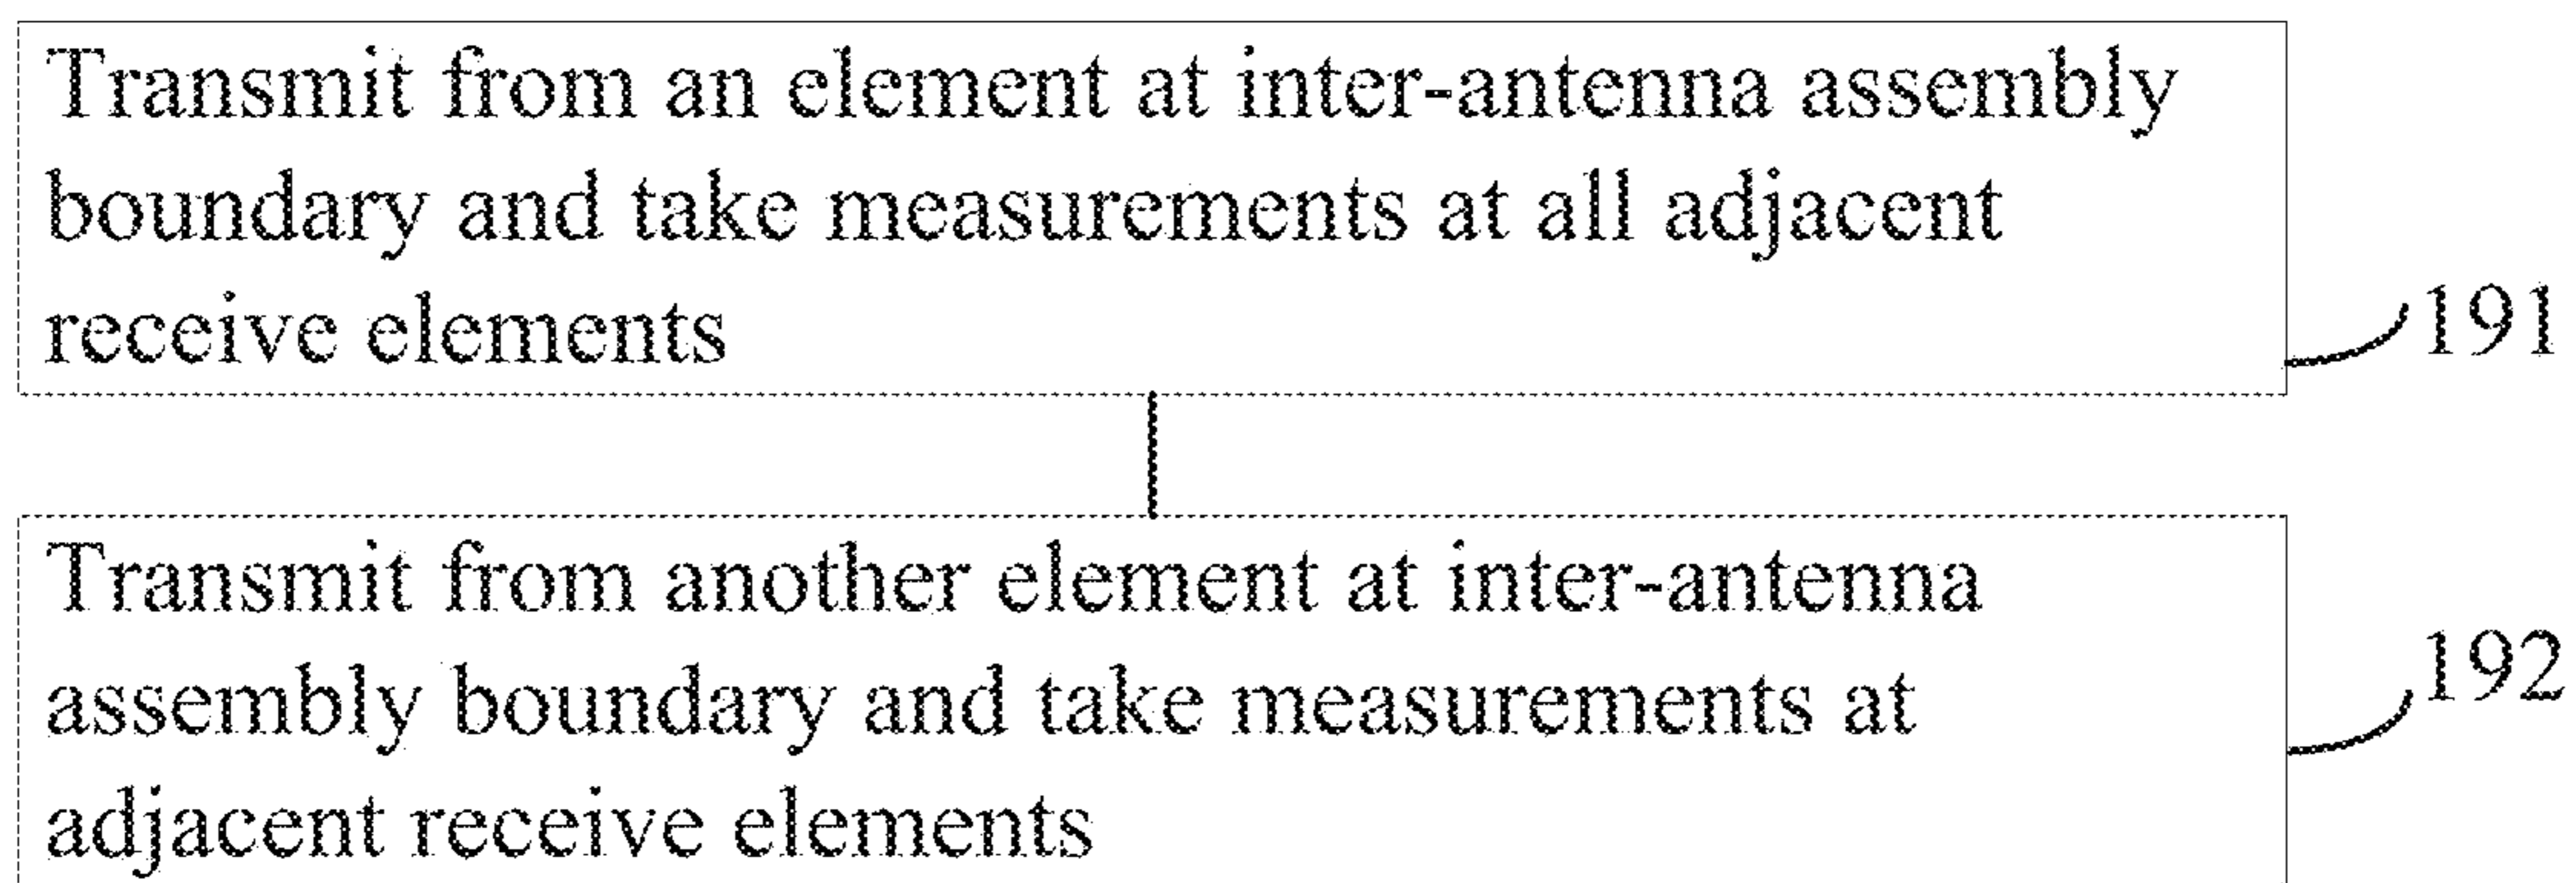 Transmit from an element at inter-antenna assembly
boundary and take measurements at all adjacent
receive elements
191
Transmit from another element at inter-antenna
assembly boundary and take measurements at
adjacent receive elements
192